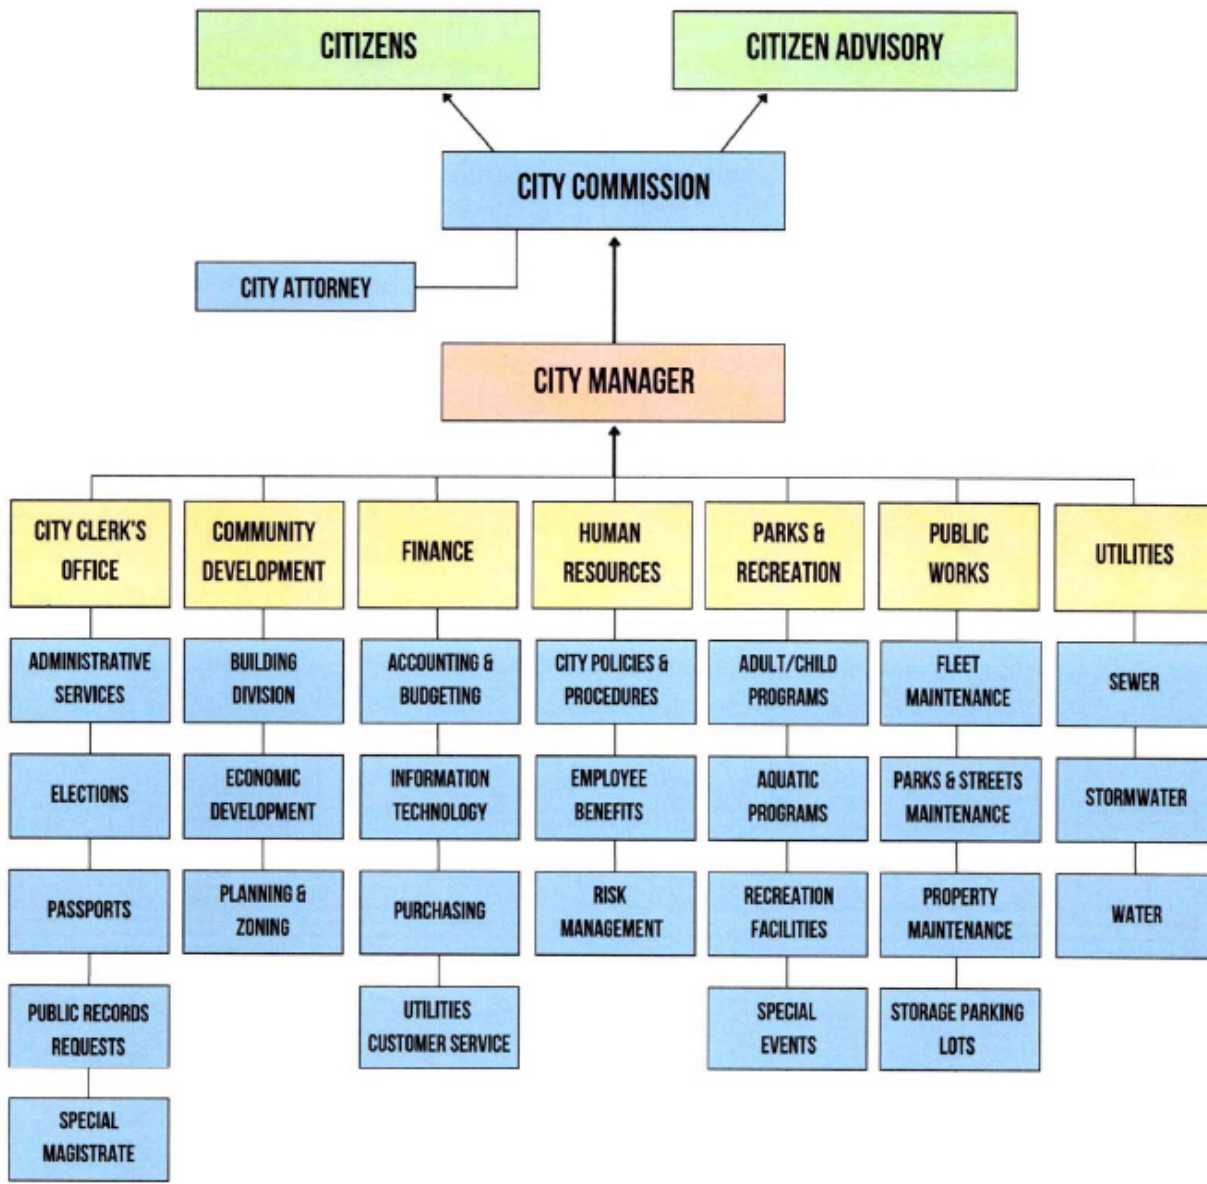 CITIZENS
CITIZEN ADVISORY
CITY COMMISSION
CITY ATTORNEY
CITY MANAGER
CITY CLERK'S
OFFICE
COMMUNITY
DEVELOPMENT
FINANCE
HUMAN
RESOURCES
PARKS &
RECREATION
PUBLIC
WORKS
UTILITIES
ADMINISTRATIVE
SERVICES
BUILDING
DIVISION
ACCOUNTING &
BUDGETING
CITY POLICIES &
PROCEDURES
ADULT/CHILD
PROGRAMS
FLEET
MAINTENANCE
SEWER
ELECTIONS
ECONOMIC
DEVELOPMENT
INFORMATION
TECHNOLOGY
EMPLOYEE
BENEFITS
AQUATIC
PROGRAMS
PARKS & STREETS
MAINTENANCE
STORMWATER
PASSPORTS
PLANNING &
ZONING
PURCHASING
RISK
MANAGEMENT
RECREATION
FACILITIES
PROPERTY
MAINTENANCE
WATER
PUBLIC RECORDS
REQUESTS
UTILITIES
CUSTOMER SERVICE
SPECIAL
EVENTS
STORAGE PARKING
LOTS
SPECIAL
MAGISTRATE